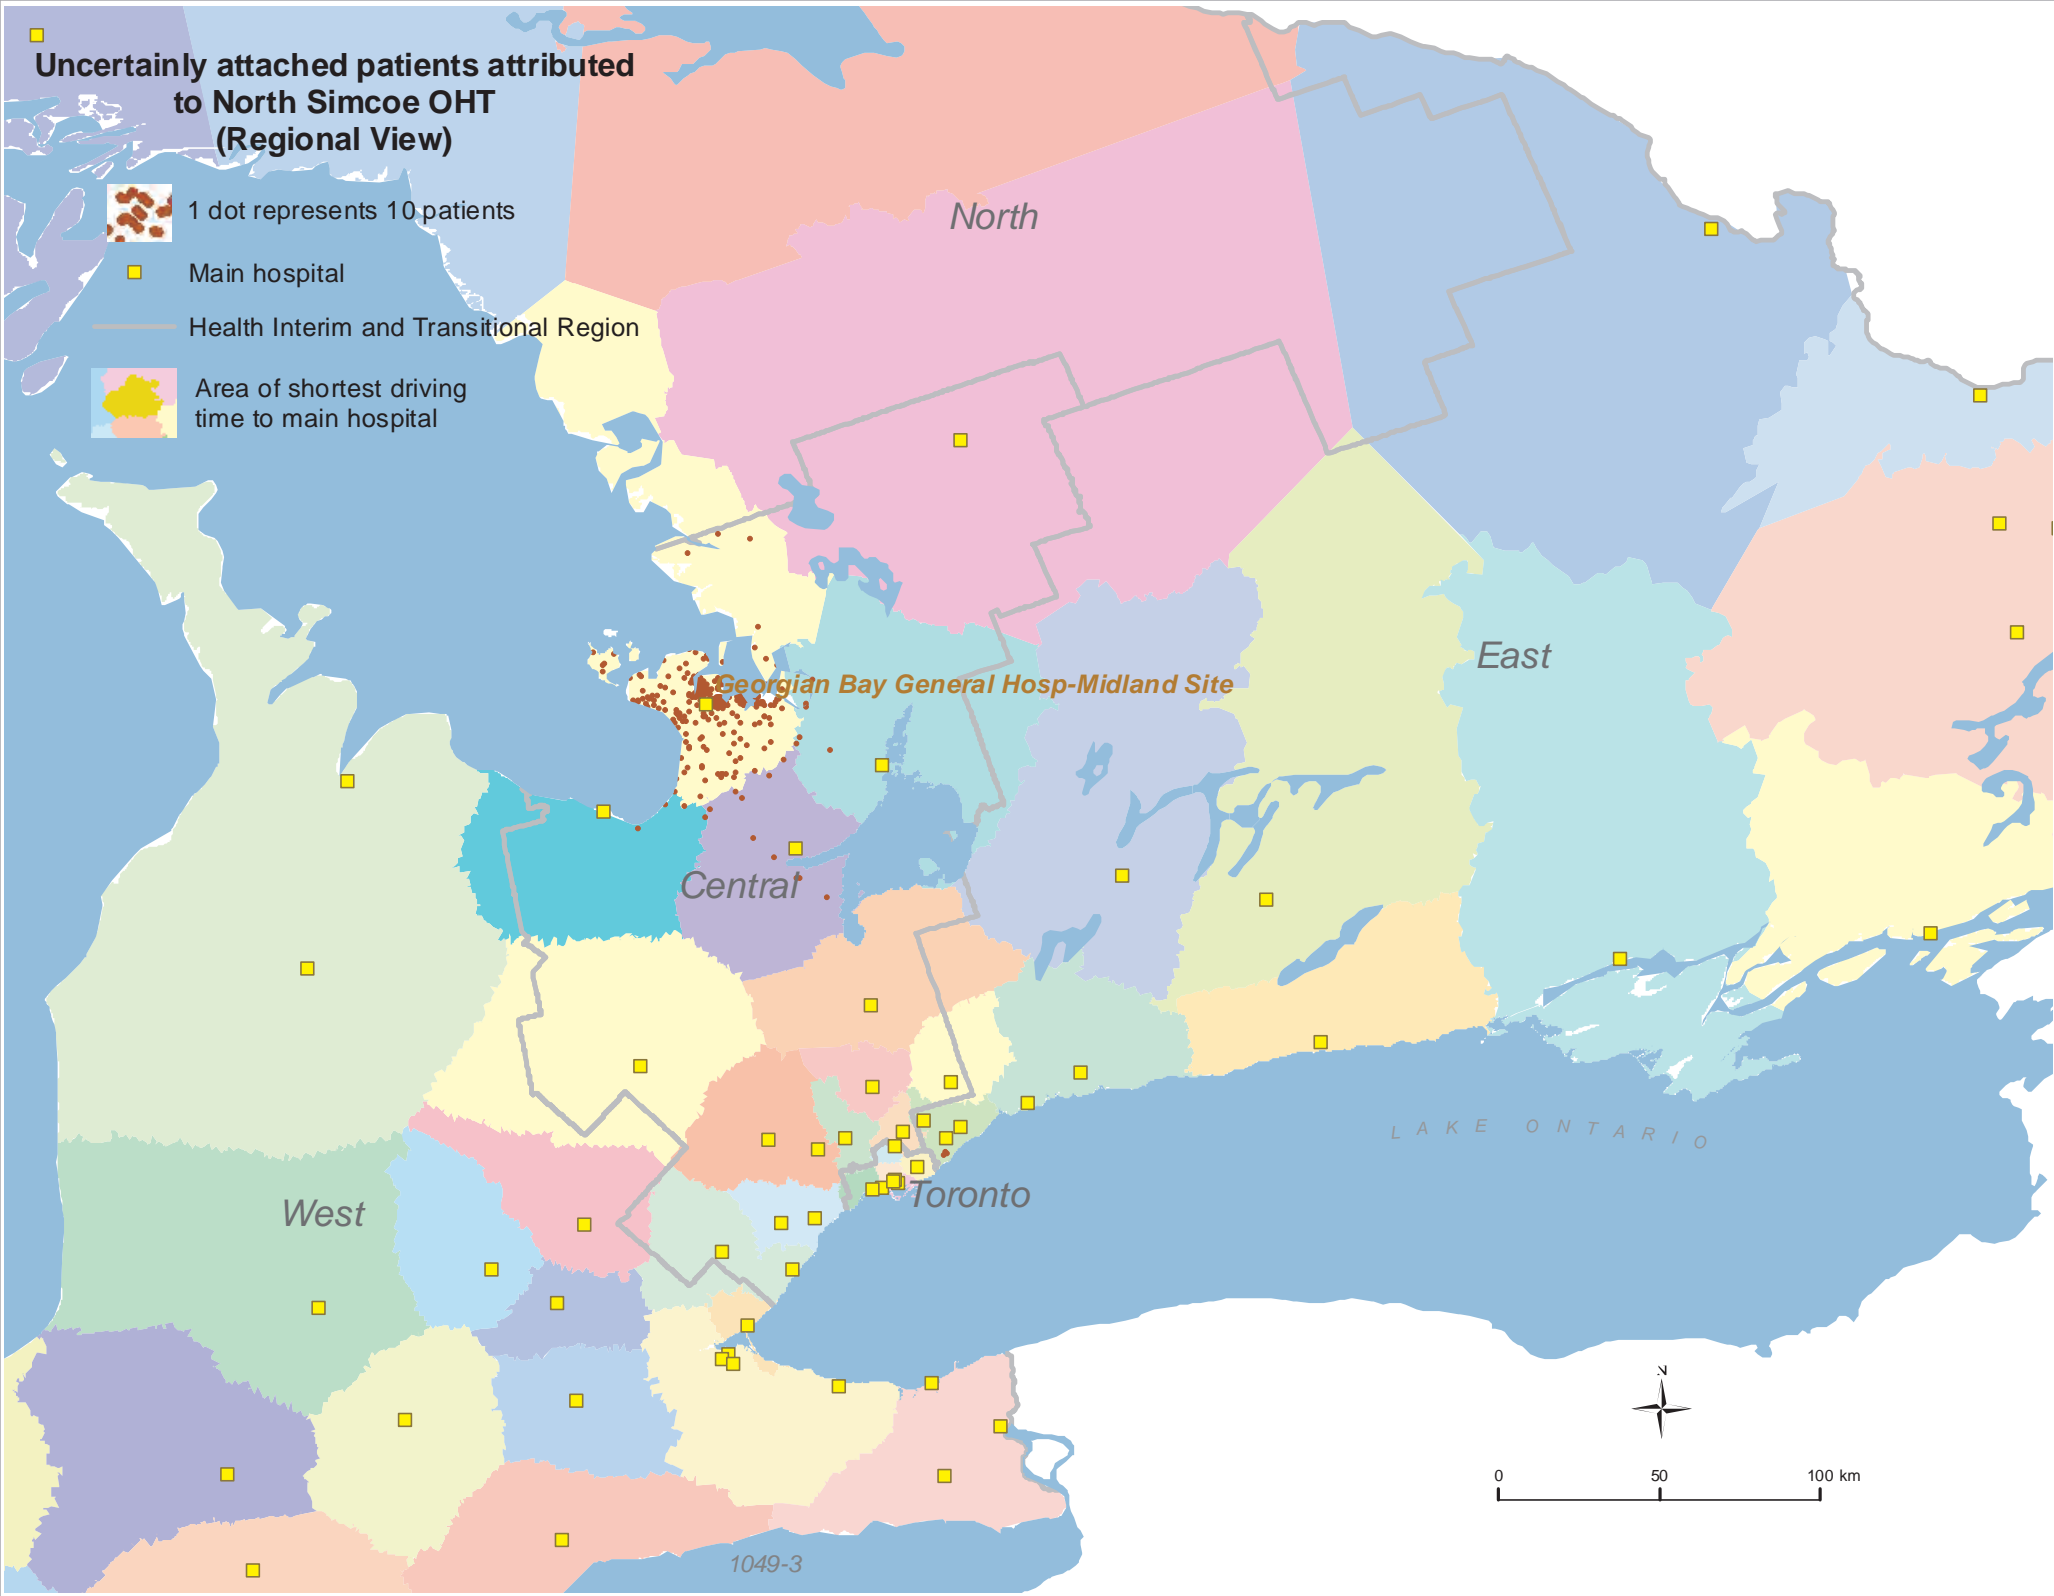 Uncertainly attached patients attributed
to North Simcoe OHT
(Regional View)
1 dot represents 10 patients
Main hospital
Health Interim and Transitional Region
Area of shortest driving
time to main hospital
North
East
Georgian Bay General Hosp-Midland Site
Central
LAKE ONTARIO
Toronto
West
N
0 50 100 km
1049-3